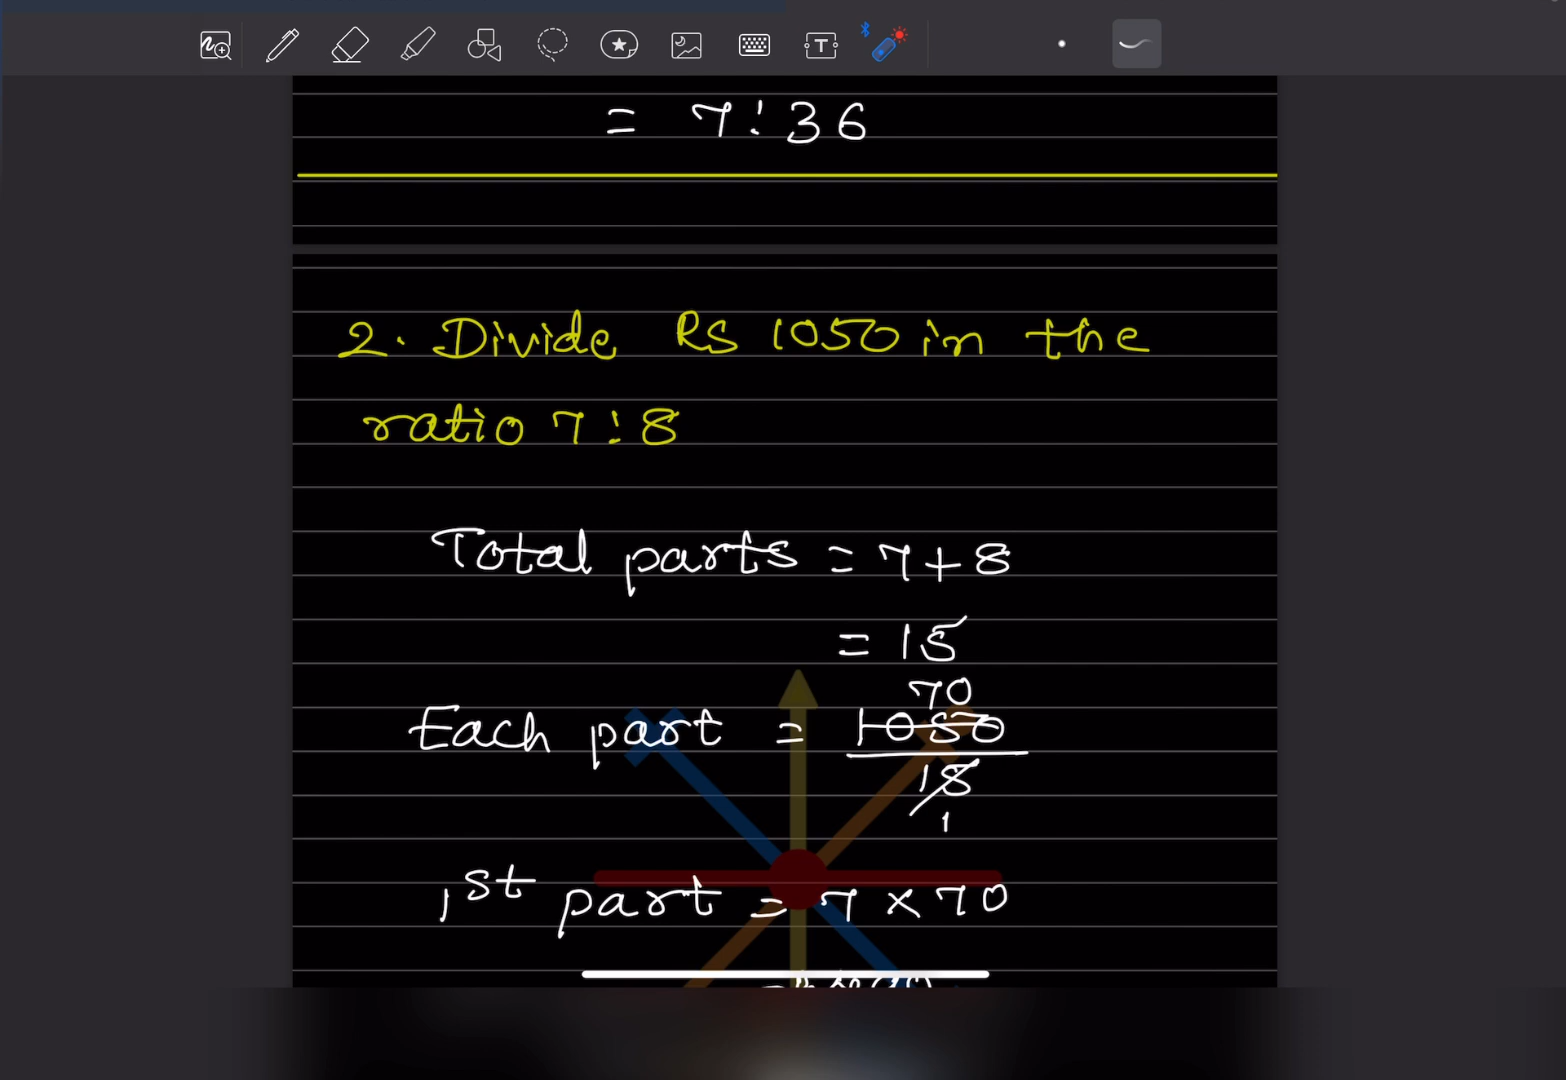 = 7:36
2. Divide Rs 1050 in the
ratio 7:8
Total parts = 7+8
= 15
70
Each part = 1050
15
1
1st part = 7 × 70